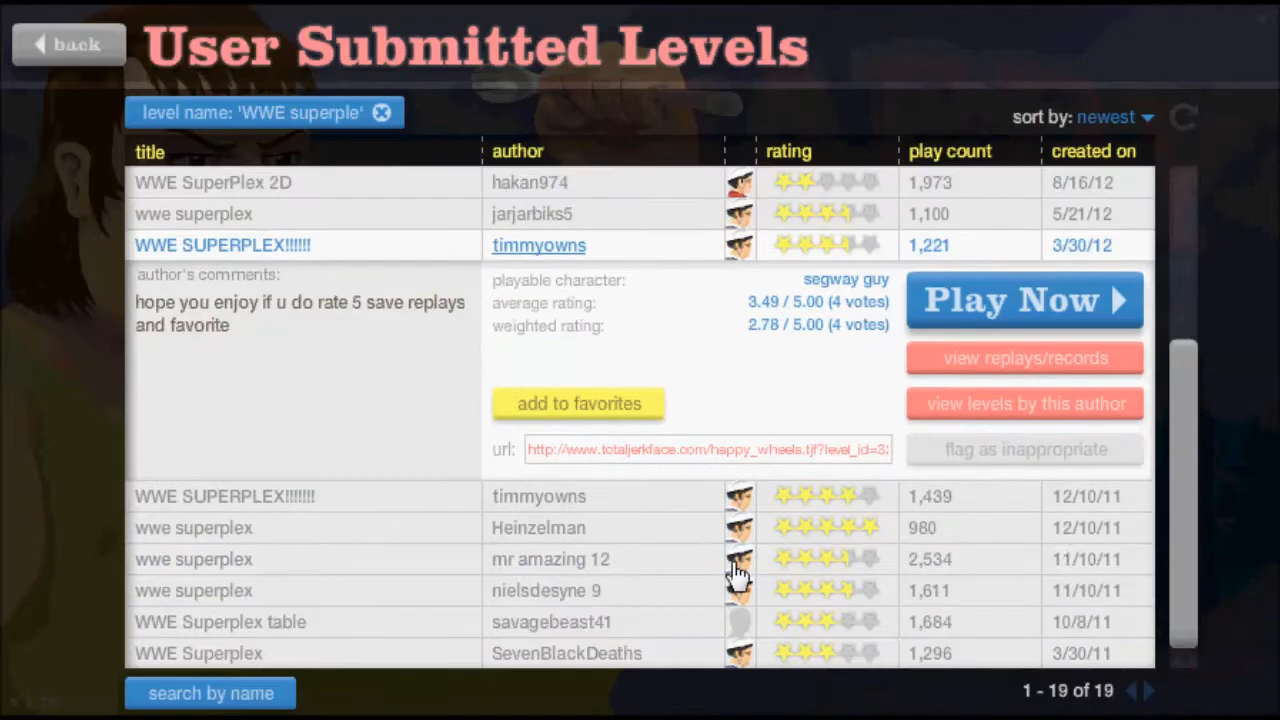 back
User Submitted Levels
level name: 'WWE superple'
sort by: newest
title author rating play count created on
WWE SuperPlex 2D hakan974 1,973 8/16/12
wwe superplex jarjarbiks5 1,100 5/21/12
WWE SUPERPLEX!!!!!! timmyowns 1,221 3/30/12
author's comments:
hope you enjoy if u do rate 5 save replays
and favorite
playable character: segway guy
average rating: 3.49 / 5.00 (4 votes)
weighted rating: 2.78 / 5.00 (4 votes)
Play Now
view replays/records
add to favorites
view levels by this author
url: http://www.totaljerkface.com/happy_wheels.tjf?level_id=3
flag as inappropriate
WWE SUPERPLEX!!!!!!! timmyowns 1,439 12/10/11
wwe superplex Heinzelman 980 12/10/11
wwe superplex mr amazing 12 2,534 11/10/11
wwe superplex nielsdesyne 9 1,611 11/10/11
WWE Superplex table savagebeast41 1,684 10/8/11
WWE Superplex SevenBlackDeaths 1,296 3/30/11
search by name
1 - 19 of 19